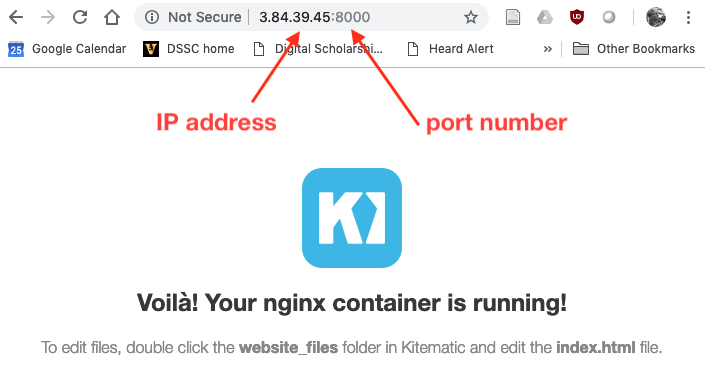 Not Secure | 3.84.39.45:8000
25 Google Calendar V DSSC home Digital Scholarshi... Heard Alert » Other Bookmarks
IP address port number
KI
Voilà! Your nginx container is running!
To edit files, double click the website_files folder in Kitematic and edit the index.html file.